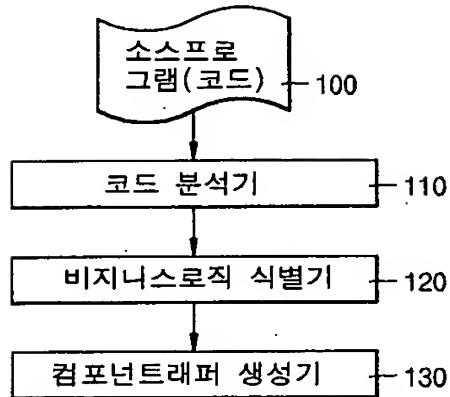 소스프로
그램(코드)
100
코드 분석기
110
비지니스로직 식별기
120
컴포넌트래퍼 생성기
130